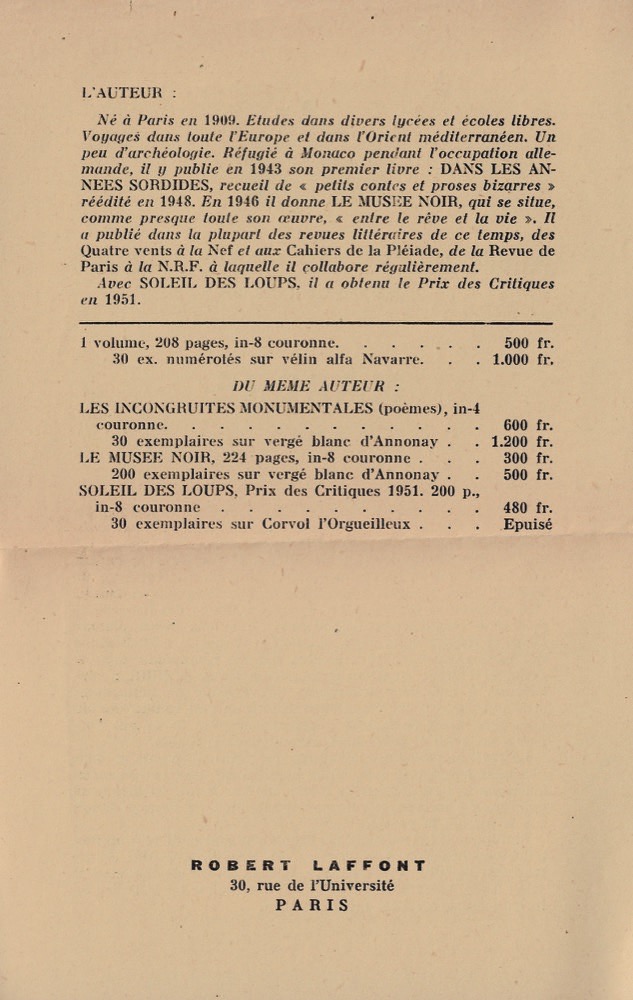 L'AUTEUR :
Né à Paris en 1909. Etudes dans divers lycées et écoles libres.
Voyages dans toute l'Europe et dans l'Orient méditerranéen. Un
peu d'archéologie. Réfugié à Monaco pendant l'occupation alle-
mande, il y publie en 1943 son premier livre : DANS LES AN-
NEES SORDIDES, recueil de « petits contes et proses bizarres »
réédité en 1948. En 1946 il donne LE MUSEE NOIR, qui se situe,
comme presque toute son œuvre, « entre le rêve et la vie ». Il
a publié dans la plupart des revues littéraires de ce temps, des
Quatre vents à la Nef et aux Cahiers de la Pléiade, de la Revue de
Paris à la N.R.F. à laquelle il collabore régulièrement.
Avec SOLEIL DES LOUPS, il a obtenu le Prix des Critiques
en 1951.
1 volume, 208 pages, in-8 couronne. . . . . . 500 fr.
30 ex. numérotés sur vélin alfa Navarre. . . 1.000 fr.
DU MEME AUTEUR :
LES INCONGRUITES MONUMENTALES (poèmes), in-4
couronne. . . . . . . . . . . 600 fr.
30 exemplaires sur vergé blanc d'Annonay . . 1.200 fr.
LE MUSEE NOIR, 224 pages, in-8 couronne . . . 300 fr.
200 exemplaires sur vergé blanc d'Annonay . . 500 fr.
SOLEIL DES LOUPS, Prix des Critiques 1951. 200 p.,
in-8 couronne . . . . . . . . . 480 fr.
30 exemplaires sur Corvol l'Orgueilleux . . . Epuisé
ROBERT LAFFONT
30, rue de l'Université
PARIS